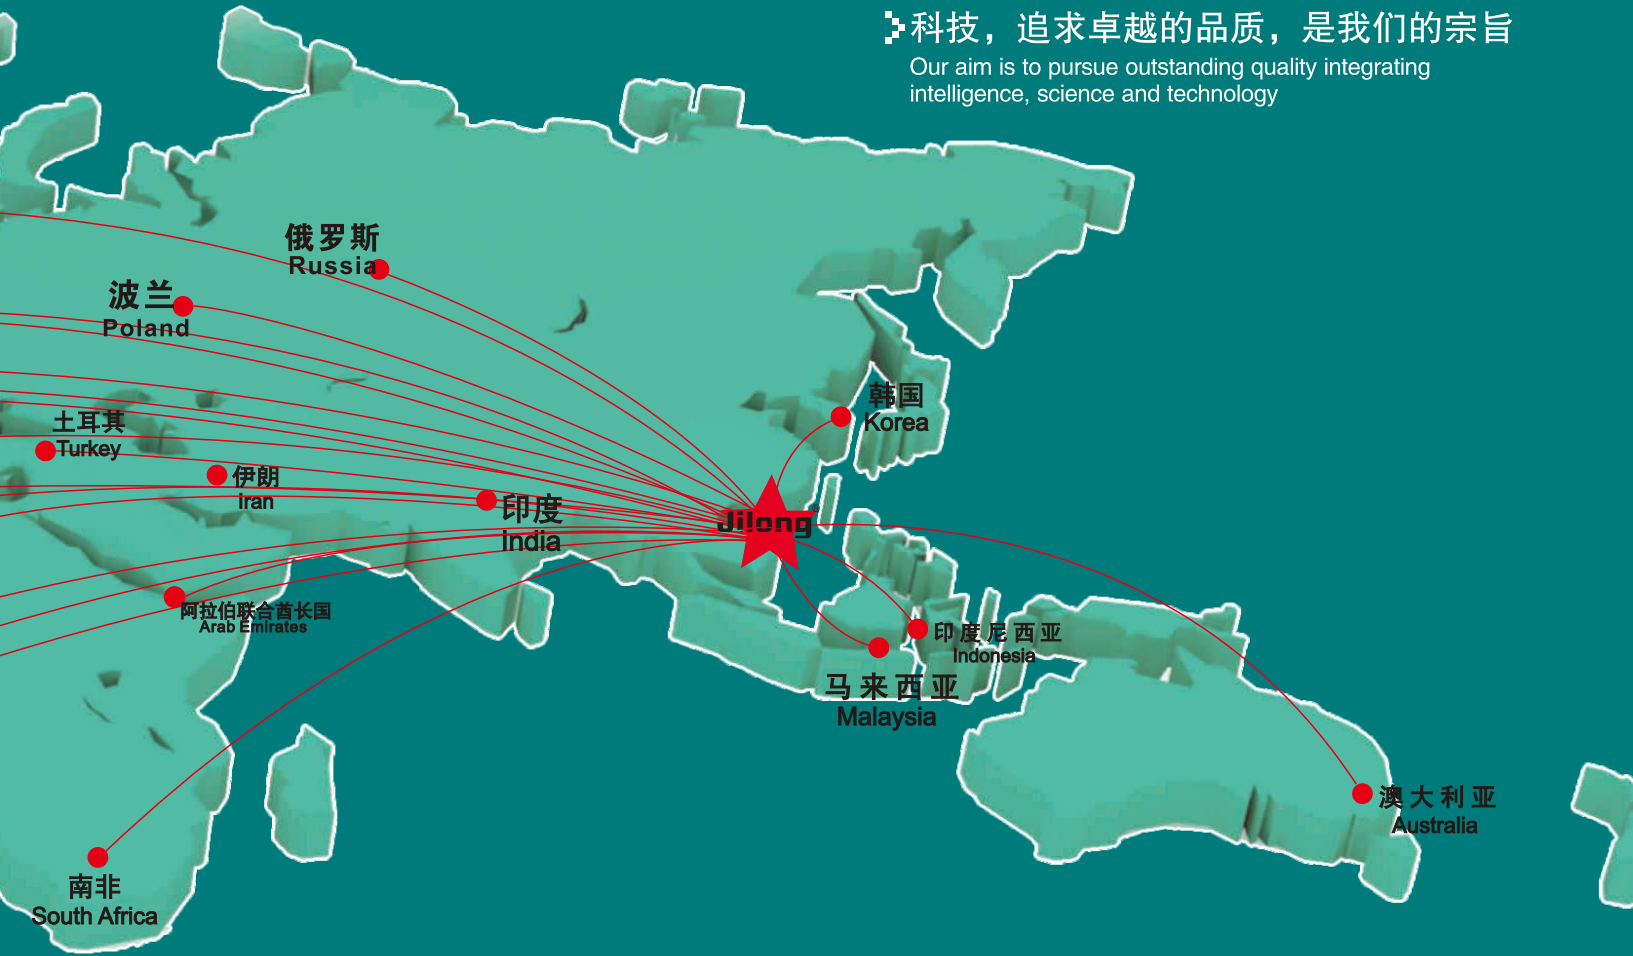 科技，追求卓越的品质，是我们的宗旨
Our aim is to pursue outstanding quality integrating
intelligence, science and technology
俄罗斯
Russia
波兰
Poland
韩国
Korea
土耳其
Turkey
伊朗
iran
印度
india
Jilong®
阿拉伯联合酋长国
Arab Emirates
印度尼西亚
Indonesia
马来西亚
Malaysia
澳大利亚
Australia
南非
South Africa